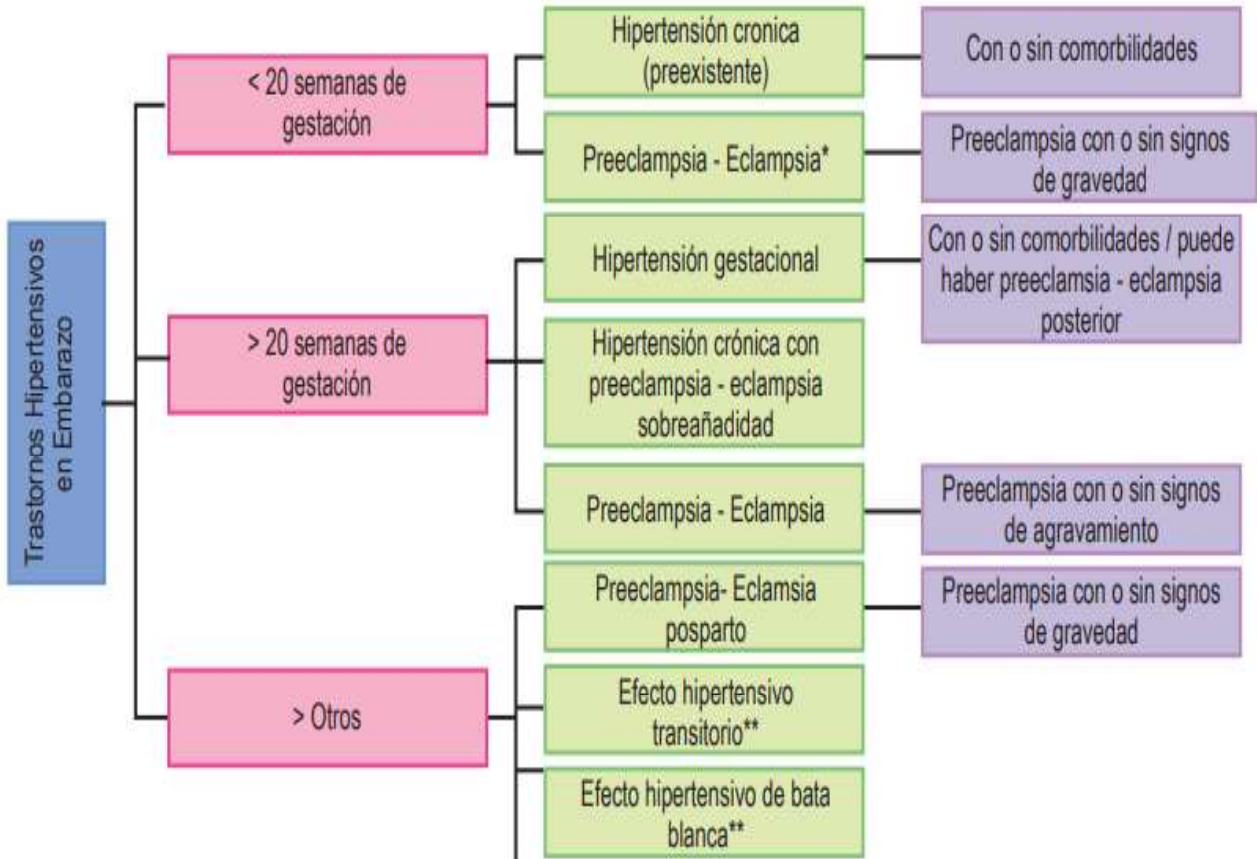 Trastornos Hipertensivos
en Embarazo
< 20 semanas de
gestación
Hipertensión cronica
(preexistente)
Con o sin comorbilidades
Preeclampsia - Eclampsia*
Preeclampsia con o sin signos
de gravedad
> 20 semanas de
gestación
Hipertensión gestacional
Con o sin comorbilidades / puede
haber preeclamsia - eclampsia
posterior
Hipertensión crónica con
preeclampsia - eclampsia
sobreañadidad
Preeclampsia - Eclampsia
Preeclampsia con o sin signos
de agravamiento
> Otros
Preeclampsia- Eclamsia
posparto
Preeclampsia con o sin signos
de gravedad
Efecto hipertensivo
transitorio**
Efecto hipertensivo de bata
blanca**